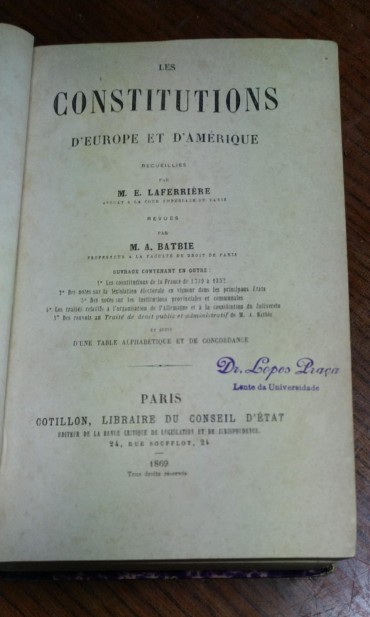 LES
CONSTITUTIONS
D'EUROPE ET D'AMÉRIQUE
RECUEILLIES
PAR
M. E. LAFERRIÈRE
AVOCAT A LA COUR IMPÉRIALE DE PARIS
REVUES
PAR
M. A. BATBIE
PROFESSEUR A LA FACULTÉ DE DROIT DE PARIS
OUVRAGE CONTENANT EN OUTRE :
1° Les constitutions de la France de 1789 à 1852
2° Des notes sur la législation électorale en vigueur dans les principaux États
3° Des notes sur les institutions provinciales et communales
4° Les traités relatifs à l'organisation de l'Allemagne et à la constitution du
5° Des renvois au Traité de droit public et administratif de M. A. Batbie
ET SUIVI
D'UNE TABLE ALPHABÉTIQUE ET DE CONCORDANCE
Dr. Lopes Praça
Lente da Universidade
PARIS
COTILLON, LIBRAIRE DU CONSEIL D'ÉTAT
ÉDITEUR DE LA REVUE CRITIQUE DE LÉGISLATION ET DE JURISPRUDENCE.
24, RUE SOUFFLOT, 24
1869
Tous droits réservés